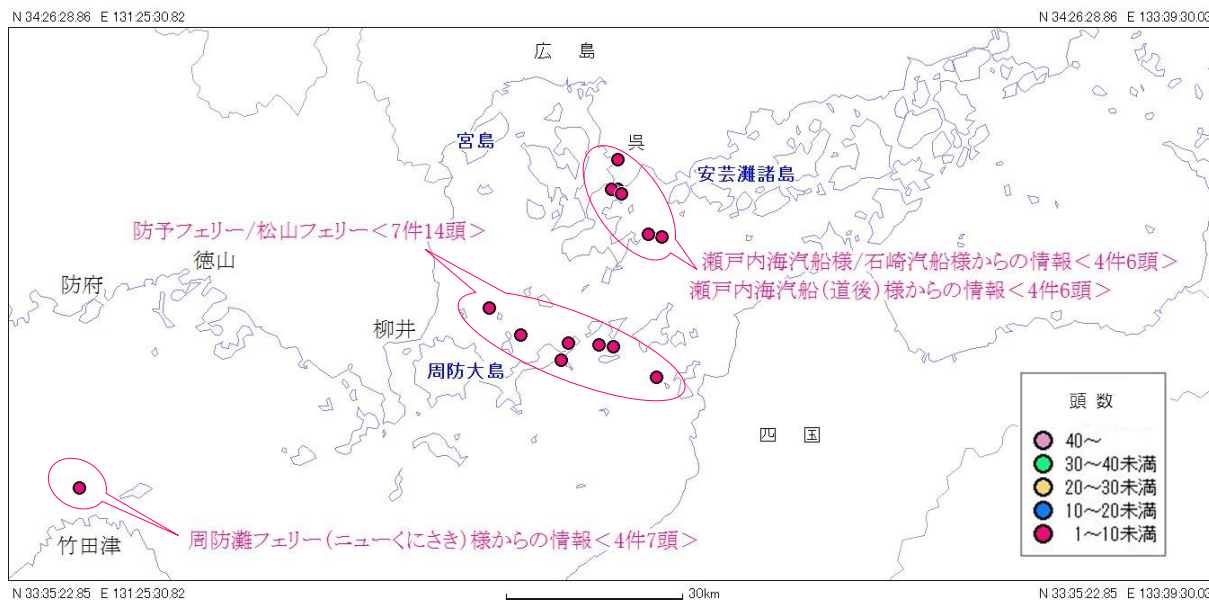 N 34:26:28.86 E 131:25:30.82
N 34:26:28.86 E 133:39:30.03
広 島
宮島
呉
安芸灘諸島
防予フェリー/松山フェリー＜7件14頭＞
瀬戸内海汽船様/石崎汽船様からの情報＜4件6頭＞
瀬戸内海汽船(道後)様からの情報＜4件6頭＞
徳山
防府
柳井
周防大島
四 国
頭 数
40～
30～40未満
20～30未満
10～20未満
1～10未満
竹田津
周防灘フェリー(ニューくにさき)様からの情報＜4件7頭＞
N 33:35:22.85 E 131:25:30.82
30km
N 33:35:22.85 E 133:39:30.03